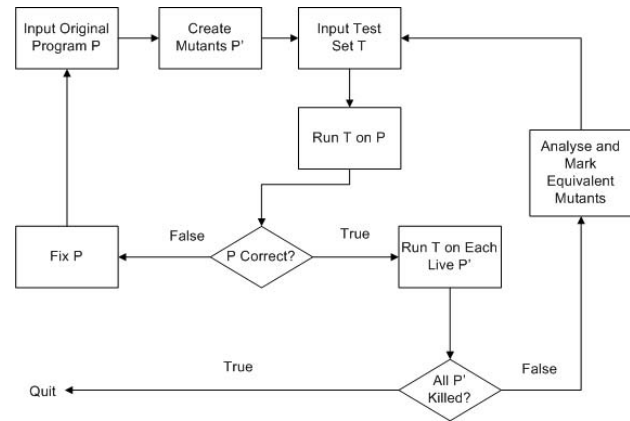 Input Original
Program P
Create
Mutants P'
Input Test
Set T
Run T on P
Analyse and
Mark
Equivalent
Mutants
False
True
Fix P
P Correct?
Run T on Each
Live P'
True
False
All P'
Killed?
Quit